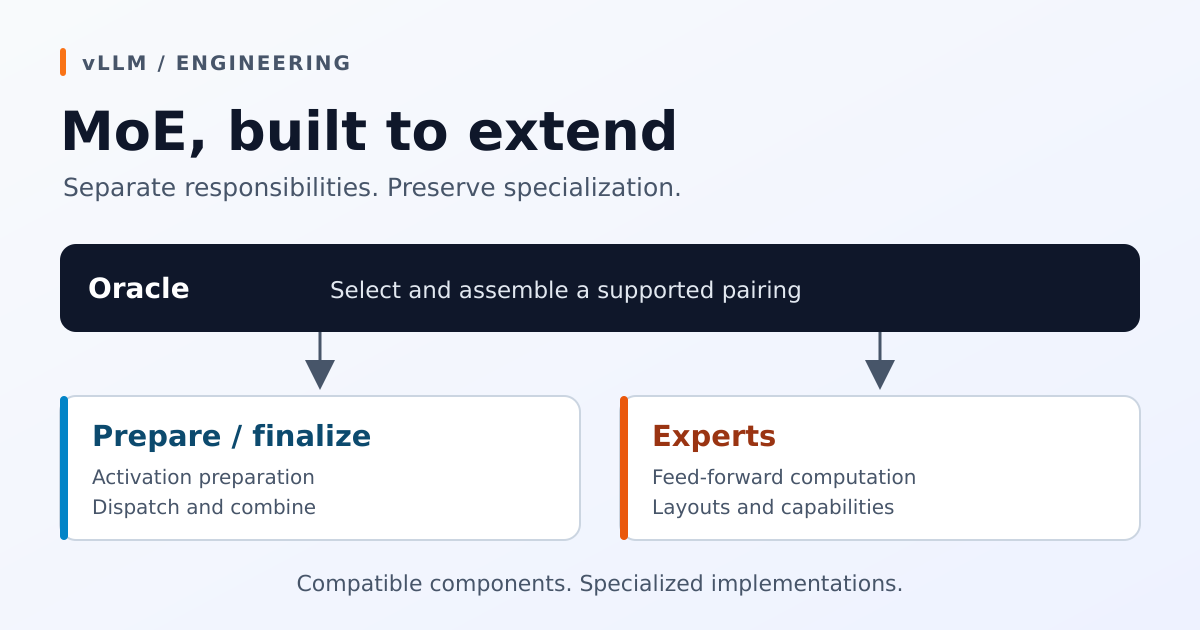 vLLM / ENGINEERING
MoE, built to extend
Separate responsibilities. Preserve specialization.
Oracle
Select and assemble a supported pairing
Prepare / finalize
Activation preparation
Dispatch and combine
Experts
Feed-forward computation
Layouts and capabilities
Compatible components. Specialized implementations.